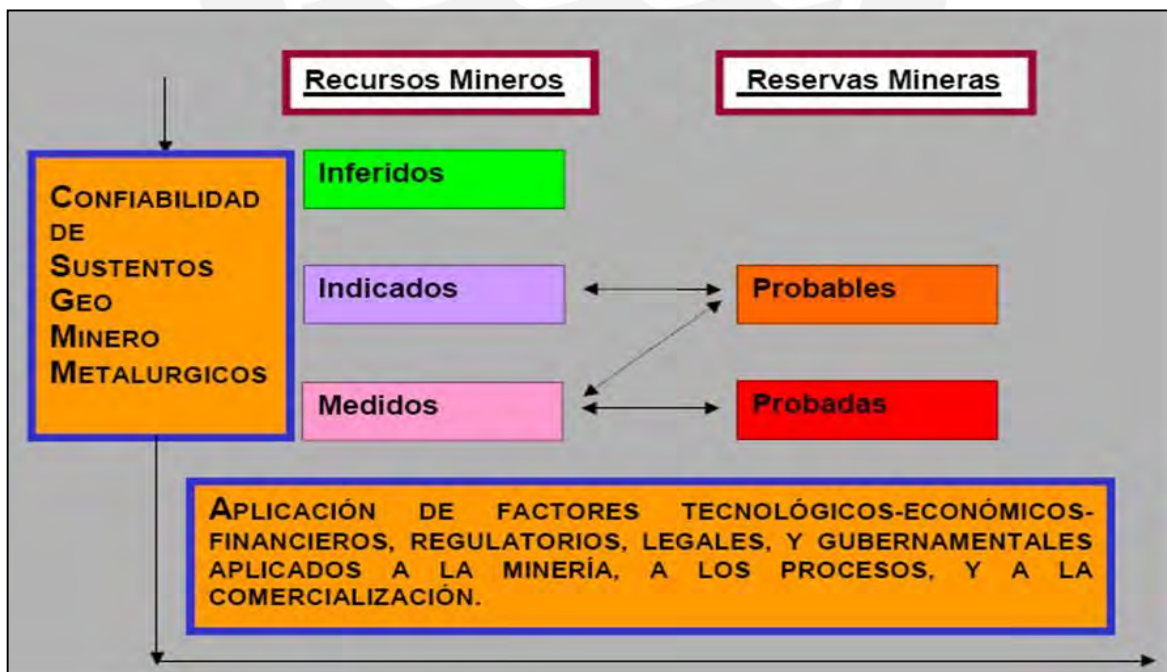 Recursos Mineros
Reservas Mineras
CONFIABILIDAD
DE
SUSTENTOS
GEO
MINERO
METALURGICOS
Inferidos
Indicados
Probables
Medidos
Probadas
APLICACIÓN DE FACTORES TECNOLÓGICOS-ECONÓMICOS-
FINANCIEROS, REGULATORIOS, LEGALES, Y GUBERNAMENTALES
APLICADOS A LA MINERÍA, A LOS PROCESOS, Y A LA
COMERCIALIZACIÓN.